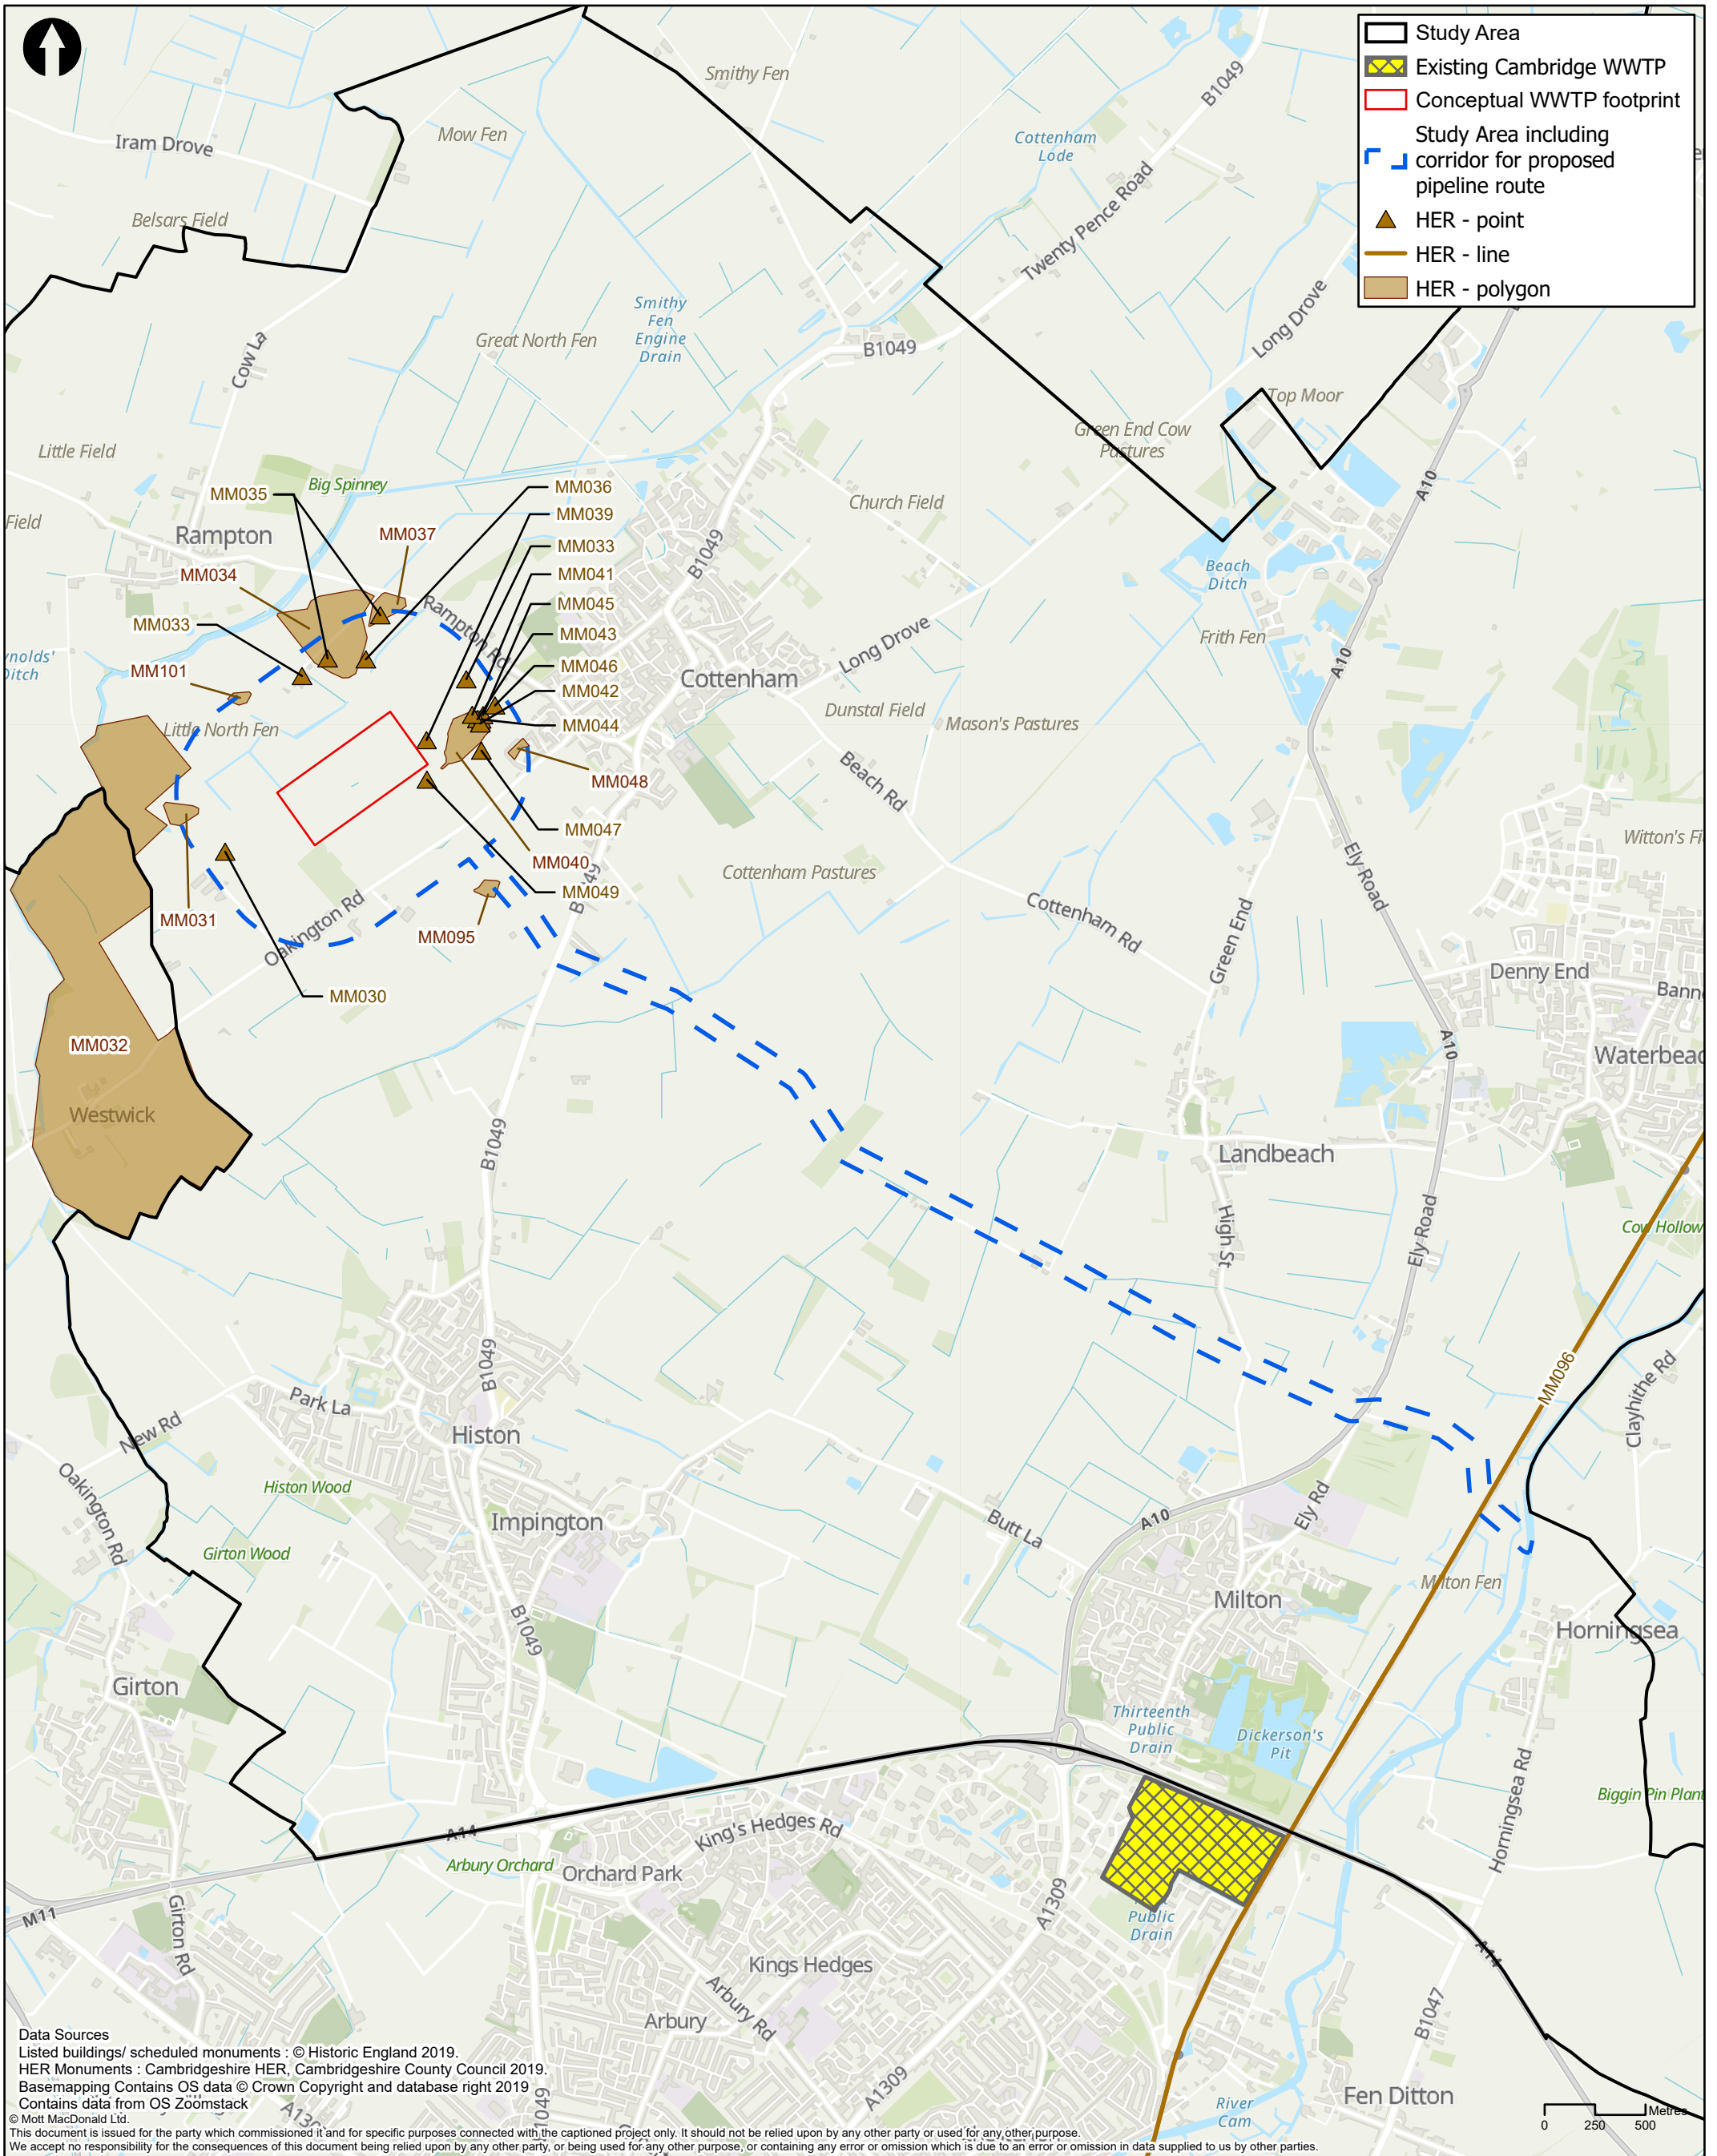 Study Area
Existing Cambridge WWTP
Conceptual WWTP footprint
Study Area including
corridor for proposed
pipeline route
HER - point
HER - line
HER - polygon
Smithy Fen
B1049
Mow Fen
Iram Drove
Cottenham
Lode
Belsars Field
Twenty Pence Road
Smithy
Fen
Engine
Drain
Great North Fen
Cow La
B1049
Long Drove
Top Moor
Green End Cow
Pastures
Little Field
Big Spinney
MM035
MM036
A10
Church Field
MM039
Field
Rampton
MM037
B1049
MM033
MM034
MM041
Beach
Ditch
MM045
Rampton Rd
MM033
MM043
Long Drove
Frith Fen
ynolds'
Ditch
MM046
A10
MM101
Cottenham
MM042
Dunstal Field
Mason's Pastures
MM044
Little North Fen
MM048
Beach Rd
MM047
Witton's Fi
MM040
Cottenham Pastures
Ely Road
MM049
B1049
MM031
Oakington Rd
MM095
Cottenham Rd
Green End
Denny End
MM030
Bann
MM032
A10
Waterbeac
Westwick
B1049
Landbeach
High St
Ely Road
Cow Hollow
MM096
Clayhithe Rd
B1049
Park La
New Rd
Histon
Oakington Rd
Histon Wood
Impington
Butt La
A10
Ely Rd
Girton Wood
Milton Fen
Milton
B1049
Horningsea
Girton
Thirteenth
Public
Drain
Dickerson's
Pit
Horningsea Rd
Biggin Pin Plant
A14
King's Hedges Rd
Arbury Orchard
Orchard Park
A1309
M11
Girton Rd
Public
Drain
A14
Kings Hedges
Arbury Rd
Arbury
B1047
A1309
Fen Ditton
River
Cam
1049
Data Sources
Listed buildings/ scheduled monuments : © Historic England 2019.
HER Monuments : Cambridgeshire HER, Cambridgeshire County Council 2019.
Basemapping Contains OS data © Crown Copyright and database right 2019
Contains data from OS Zoomstack
© Mott MacDonald Ltd.
This document is issued for the party which commissioned it and for specific purposes connected with the captioned project only. It should not be relied upon by any other party or used for any other purpose.
We accept no responsibility for the consequences of this document being relied upon by any other party, or being used for any other purpose, or containing any error or omission which is due to an error or omission in data supplied to us by other parties.
Metres
0 250 500